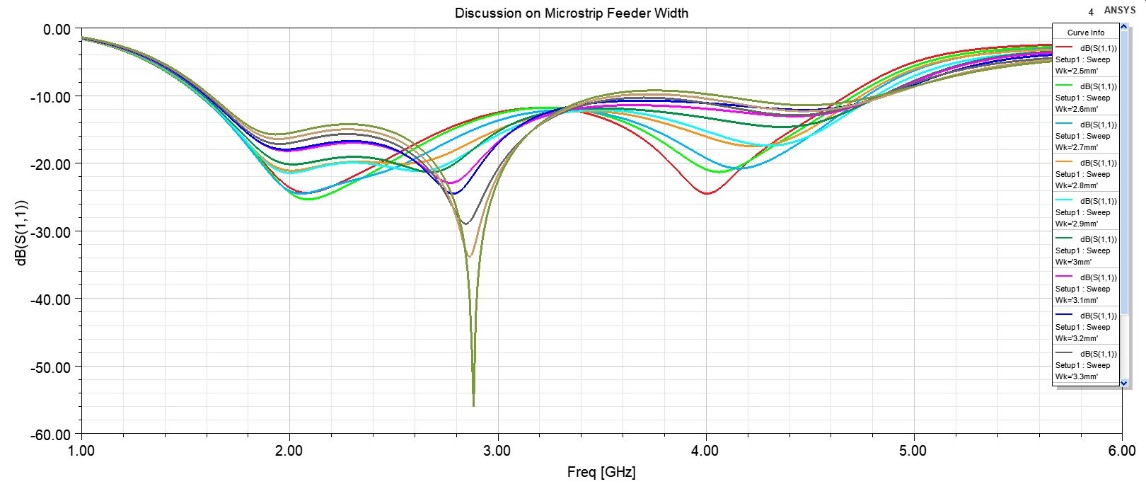 Discussion on Microstrip Feeder Width
4 ANSYS
Curve Info
dB(S(1,1))
Setup1 : Sweep
Wk='2.5mm'
dB(S(1,1))
Setup1 : Sweep
Wk='2.6mm'
dB(S(1,1))
Setup1 : Sweep
Wk='2.7mm'
dB(S(1,1))
Setup1 : Sweep
Wk='2.8mm'
dB(S(1,1))
Setup1 : Sweep
Wk='2.9mm'
dB(S(1,1))
Setup1 : Sweep
Wk='3mm'
dB(S(1,1))
Setup1 : Sweep
Wk='3.1mm'
dB(S(1,1))
Setup1 : Sweep
Wk='3.2mm'
dB(S(1,1))
Setup1 : Sweep
Wk='3.3mm'
dB(S(1,1))
0.00
-10.00
-20.00
-30.00
-40.00
-50.00
-60.00
1.00 2.00 3.00 4.00 5.00 6.00
Freq [GHz]